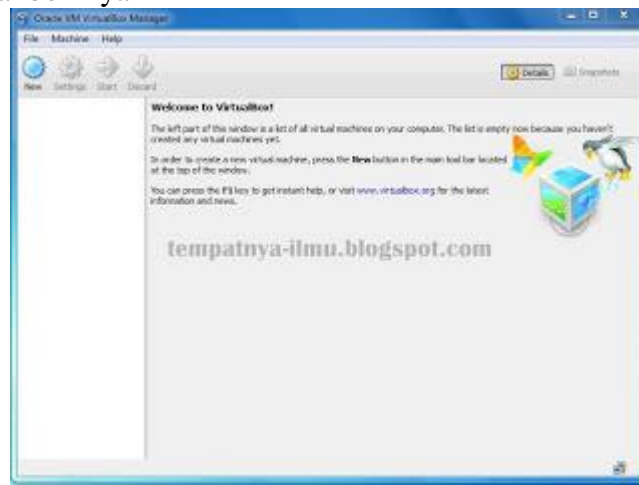 Oracle VM VirtualBox Manager
File Machine Help
New Settings Start Discard
Details Snapshots
Welcome to VirtualBox!
The left part of this window is a list of all virtual machines on your computer. The list is empty now because you haven't
created any virtual machines yet.
In order to create a new virtual machine, press the New button in the main tool bar located
at the top of the window.
You can press the F1 key to get instant help, or visit www.virtualbox.org for the latest
information and news.
tempatnya-ilmu.blogspot.com